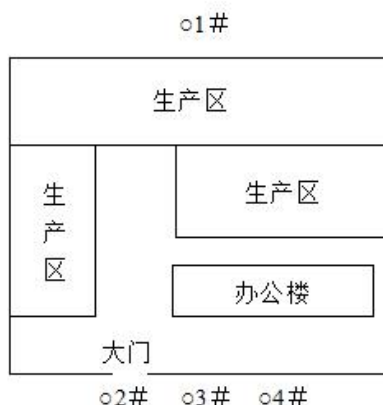 ○1#
生产区
生产区
生产区
办公楼
大门
○2# ○3# ○4#